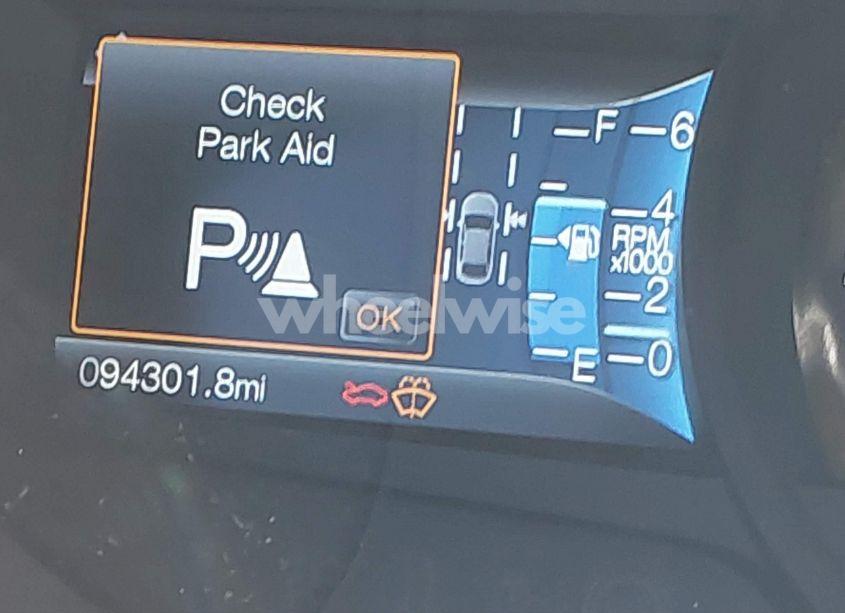 Check
Park Aid
P
OK
094301.8mi
F
E
6
4
RPM
x1000
2
0
wheelwise